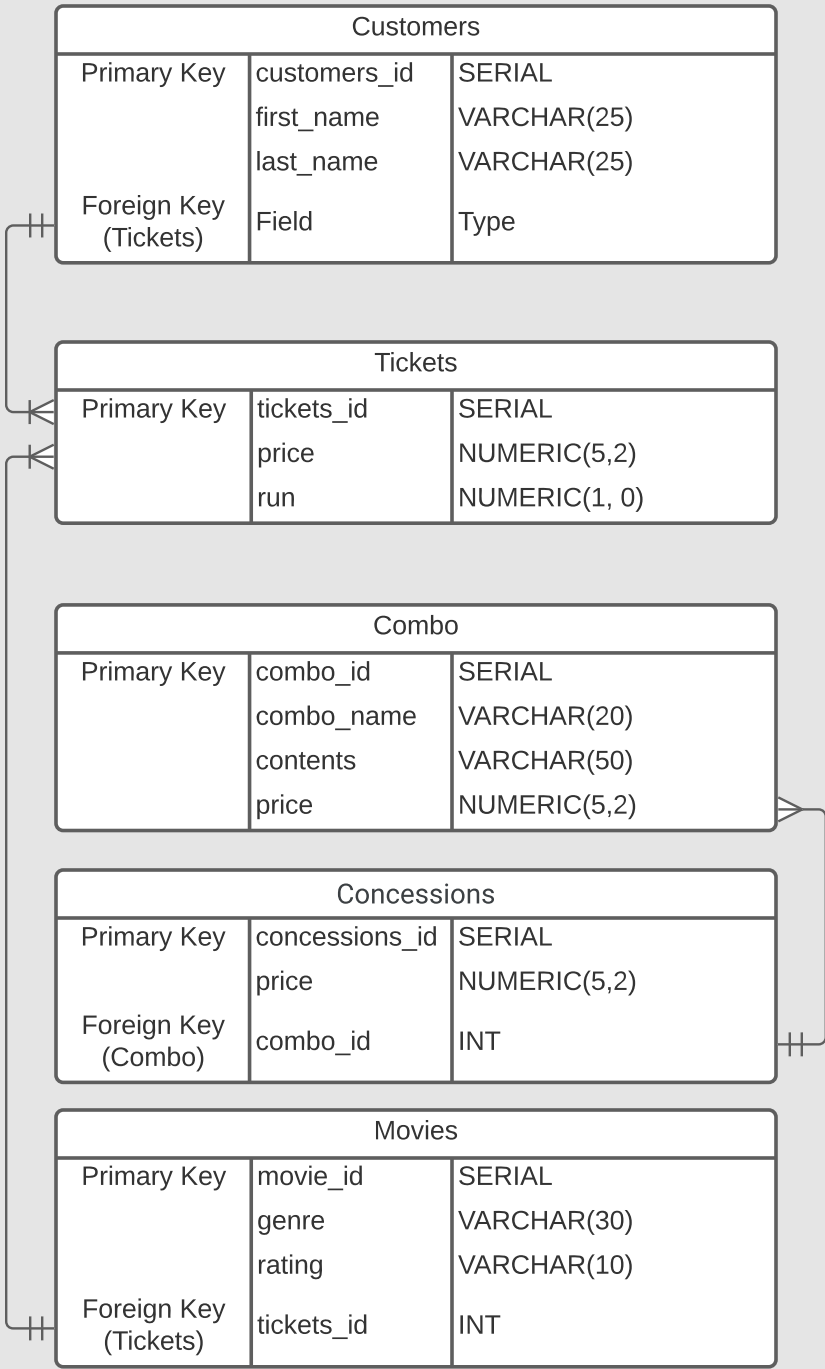 Customers
Primary Key customers_id SERIAL
first_name VARCHAR(25)
last_name VARCHAR(25)
Foreign Key
(Tickets) Field Type
Tickets
Primary Key tickets_id SERIAL
price NUMERIC(5,2)
run NUMERIC(1, 0)
Combo
Primary Key combo_id SERIAL
combo_name VARCHAR(20)
contents VARCHAR(50)
price NUMERIC(5,2)
Concessions
Primary Key concessions_id SERIAL
price NUMERIC(5,2)
Foreign Key
(Combo) combo_id INT
Movies
Primary Key movie_id SERIAL
genre VARCHAR(30)
rating VARCHAR(10)
Foreign Key
(Tickets) tickets_id INT